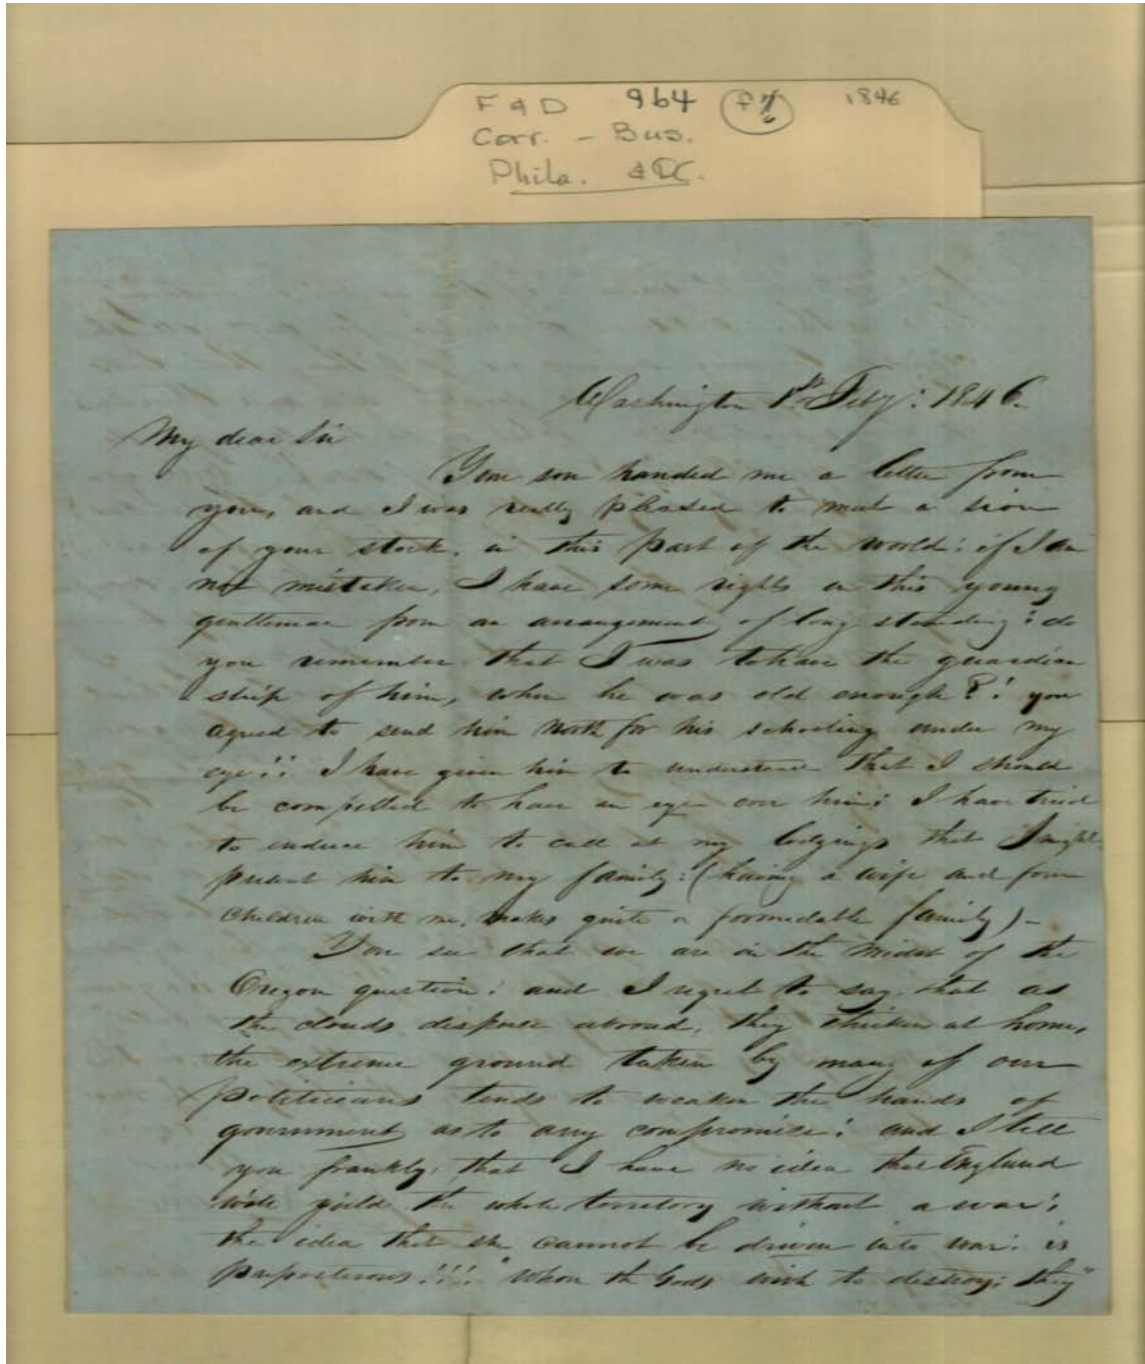 F & D 964 1846
Corr. - Bus.
Phila. & DC.
Washington 1st Feby: 1846.
My dear Sir
Your son handed me a letter from
you, and I was really pleased to meet a sion
of your stock, in this part of the world: if I am
not mistaken, I have some rights in this young
gentleman from an arrangement of long standing: do
you remember that I was to have the guardian
ship of him, when he was old enough?! you
agreed to send him North for his schooling under my
eye!! I have given him to understand that I should
be compelled to have an eye over him: I have tried
to induce him to call at my lodgings that I might
present him to my family: (having a wife and four
children with me, makes quite a formidable family) -
You see that we are in the midst of the
Oregon question: and I regret to say, that as
the clouds disperse abroad, they thicken at home,
the extreme ground taken by many of our
politicians tends to weaken the hands of
government as to any compromise: and I tell
you frankly, that I have no idea that England
will yield the whole territory without a war:
the idea that she cannot be driven into war: is
preposterous!!! "whom the Gods wish to destroy: they"